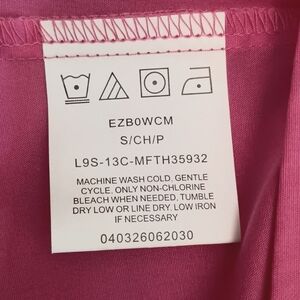 EZB0WCM
S/CH/P
L9S-13C-MFTH35932
MACHINE WASH COLD, GENTLE
CYCLE, ONLY NON-CHLORINE
BLEACH WHEN NEEDED, TUMBLE
DRY LOW OR LINE DRY. LOW IRON
IF NECESSARY
040326062030